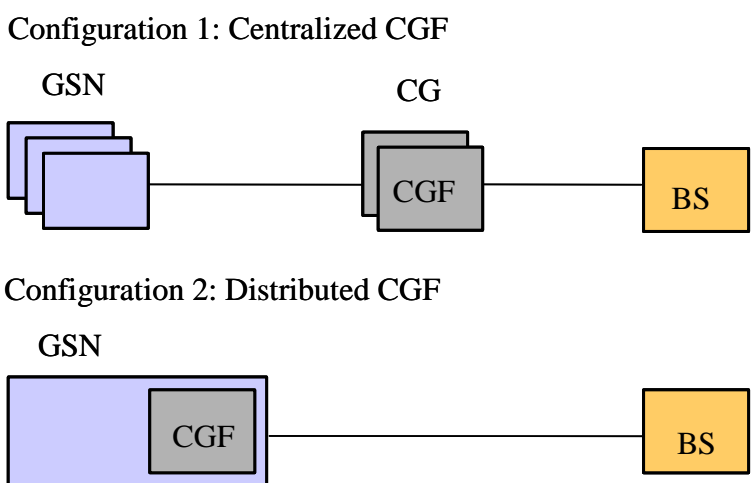 Configuration 1: Centralized CGF
GSN
CG
CGF
BS
Configuration 2: Distributed CGF
GSN
CGF
BS